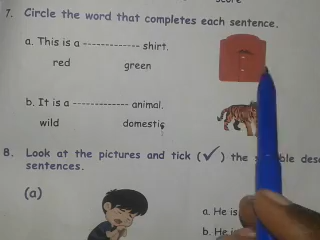 7. Circle the word that completes each sentence.
a. This is a ------------- shirt.
red green
b. It is a ------------- animal.
wild domestic
8. Look at the pictures and tick (✓) the
sentences.
(a)
a. He is
b. He